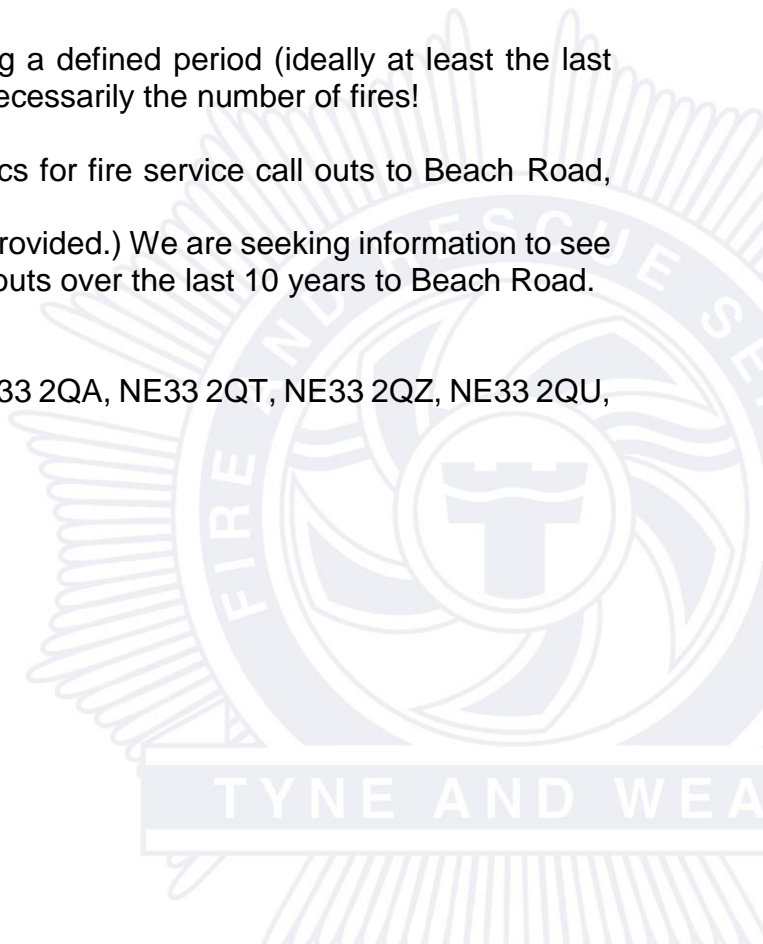 g a defined period (ideally at least the last
ecessarily the number of fires!
cs for fire service call outs to Beach Road,
rovided.) We are seeking information to see
outs over the last 10 years to Beach Road.
33 2QA, NE33 2QT, NE33 2QZ, NE33 2QU,
FIRE AND RESCUE SE
TYNE AND WEA